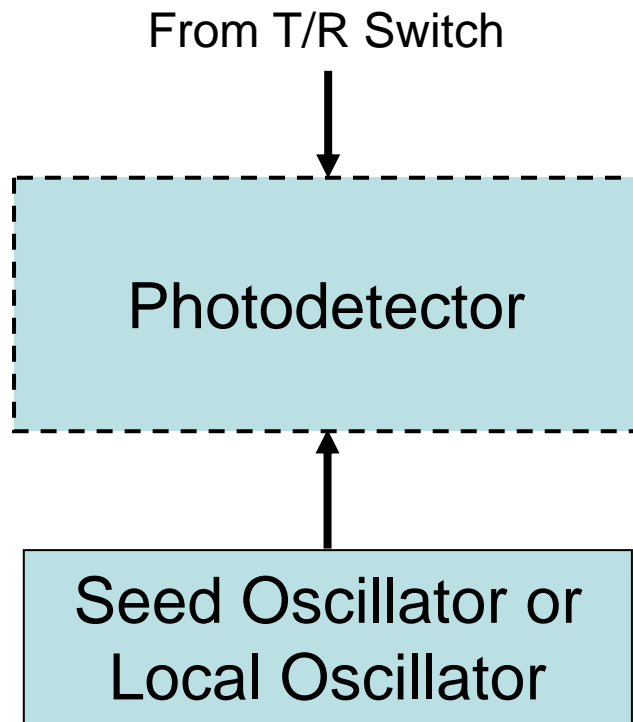 From T/R Switch
Photodetector
Seed Oscillator or
Local Oscillator